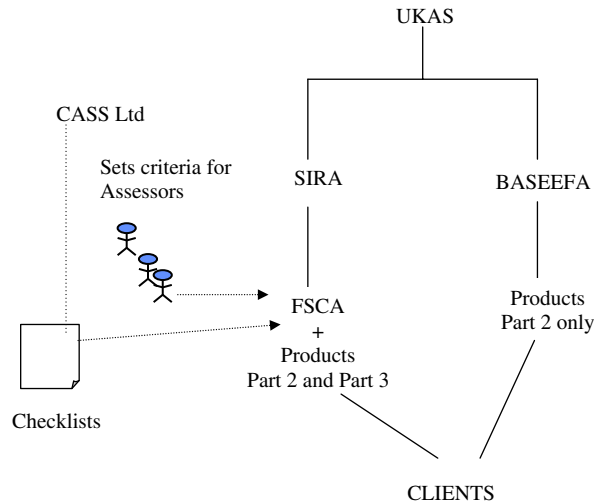 UKAS
CASS Ltd
Sets criteria for
Assessors
SIRA
BASEEFA
FSCA
+
Products
Part 2 and Part 3
Products
Part 2 only
Checklists
CLIENTS